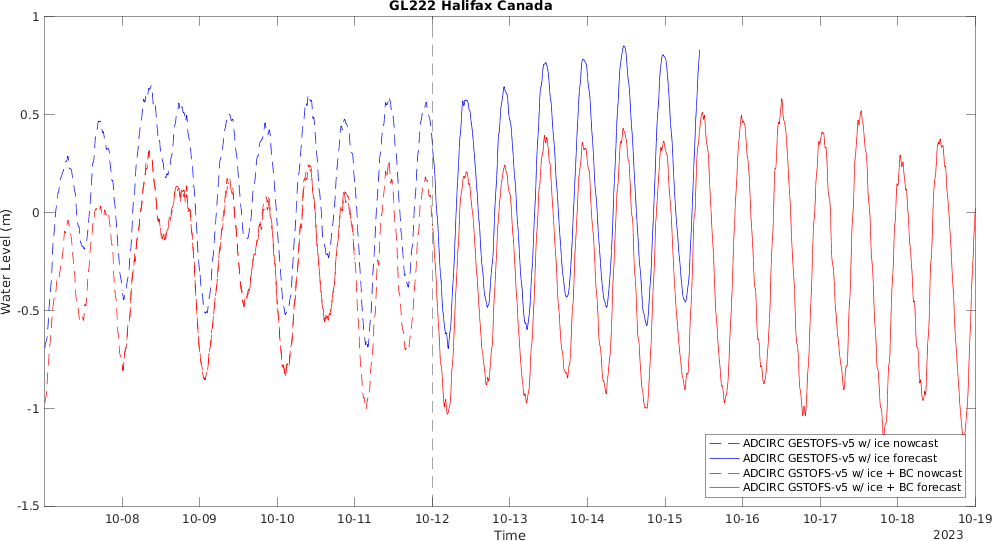 GL222 Halifax Canada
1
0.5
0
-0.5
-1
-1.5
Water Level (m)
ADCIRC GESTOFS-v5 w/ ice nowcast
ADCIRC GESTOFS-v5 w/ ice forecast
ADCIRC GSTOFS-v5 w/ ice + BC nowcast
ADCIRC GSTOFS-v5 w/ ice + BC forecast
10-08 10-09 10-10 10-11 10-12 10-13 10-14 10-15 10-16 10-17 10-18 10-19
Time
2023